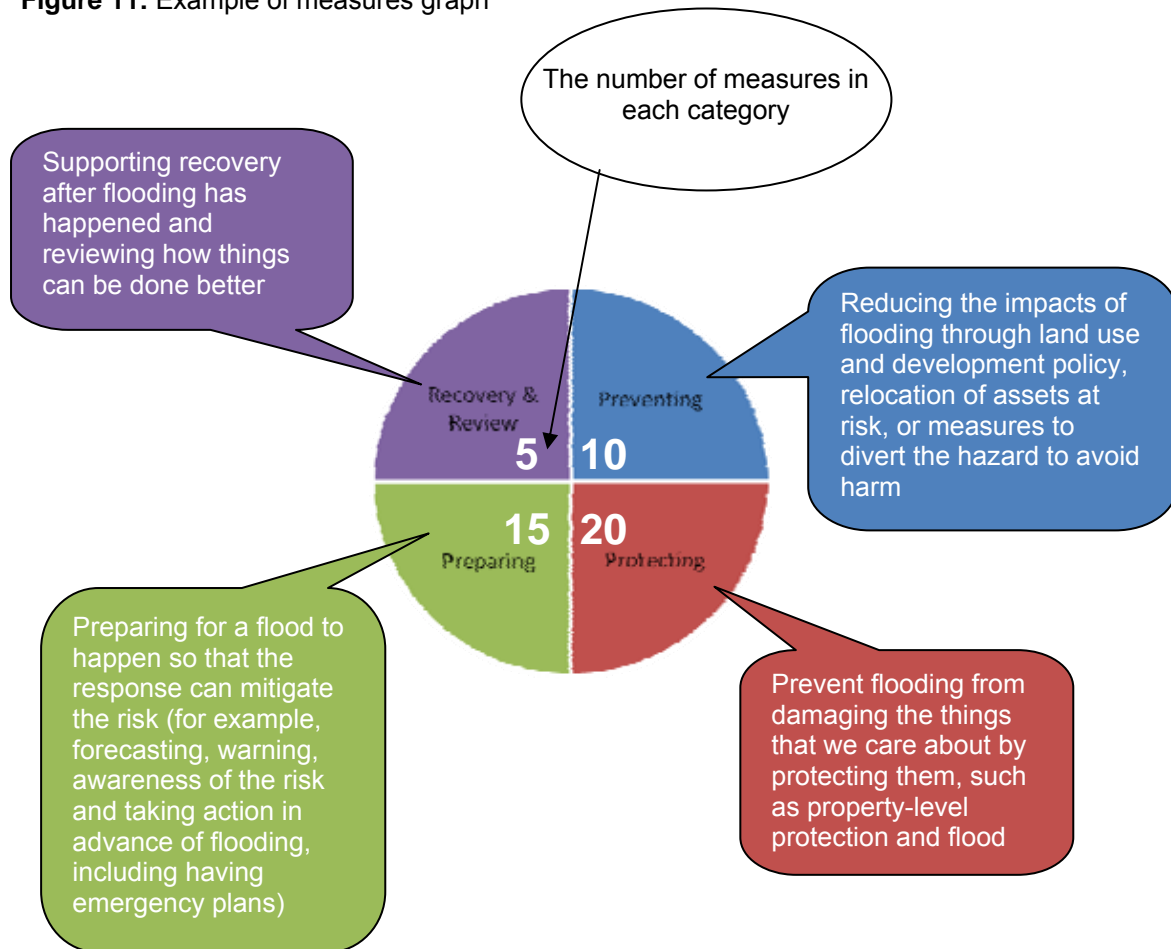 Figure 11: Example of measures graph
The number of measures in
each category
Supporting recovery
after flooding has
happened and
reviewing how things
can be done better
Reducing the impacts of
flooding through land use
and development policy,
relocation of assets at
risk, or measures to
divert the hazard to avoid
harm
Recovery &
Review
5
Preventing
10
15
Preparing
20
Protecting
Preparing for a flood to
happen so that the
response can mitigate
the risk (for example,
forecasting, warning,
awareness of the risk
and taking action in
advance of flooding,
including having
emergency plans)
Prevent flooding from
damaging the things
that we care about by
protecting them, such
as property-level
protection and flood